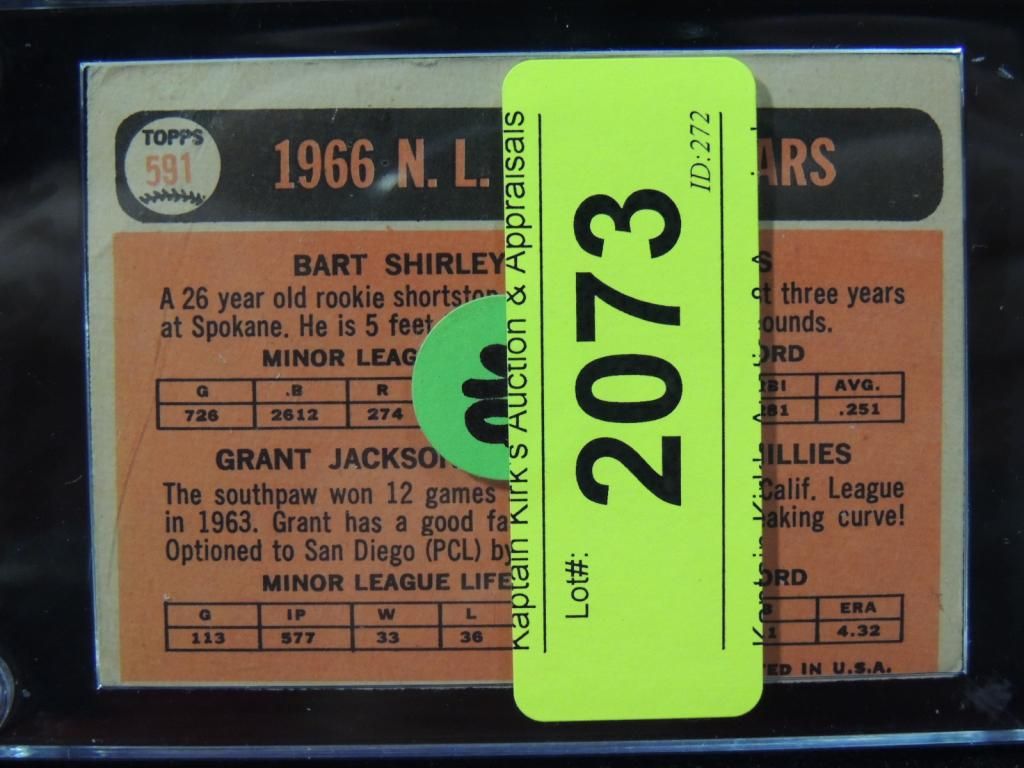 TOPPS
591
1966 N. L. ARS
BART SHIRLEY S
A 26 year old rookie shortstop three years
at Spokane. He is 5 feet ounds.
MINOR LEAG ORD
G .B R BI AVG.
726 2612 274 281 .251
GRANT JACKSON ILLIES
The southpaw won 12 games Calif. League
in 1963. Grant has a good fa aking curve!
Optioned to San Diego (PCL) by
MINOR LEAGUE LIFE ORD
G IP W L ERA
113 577 33 36 1 4.32
ED IN U.S.A.
Kaptain Kirk's Auction & Appraisals
Lot#:
2073
ID:272